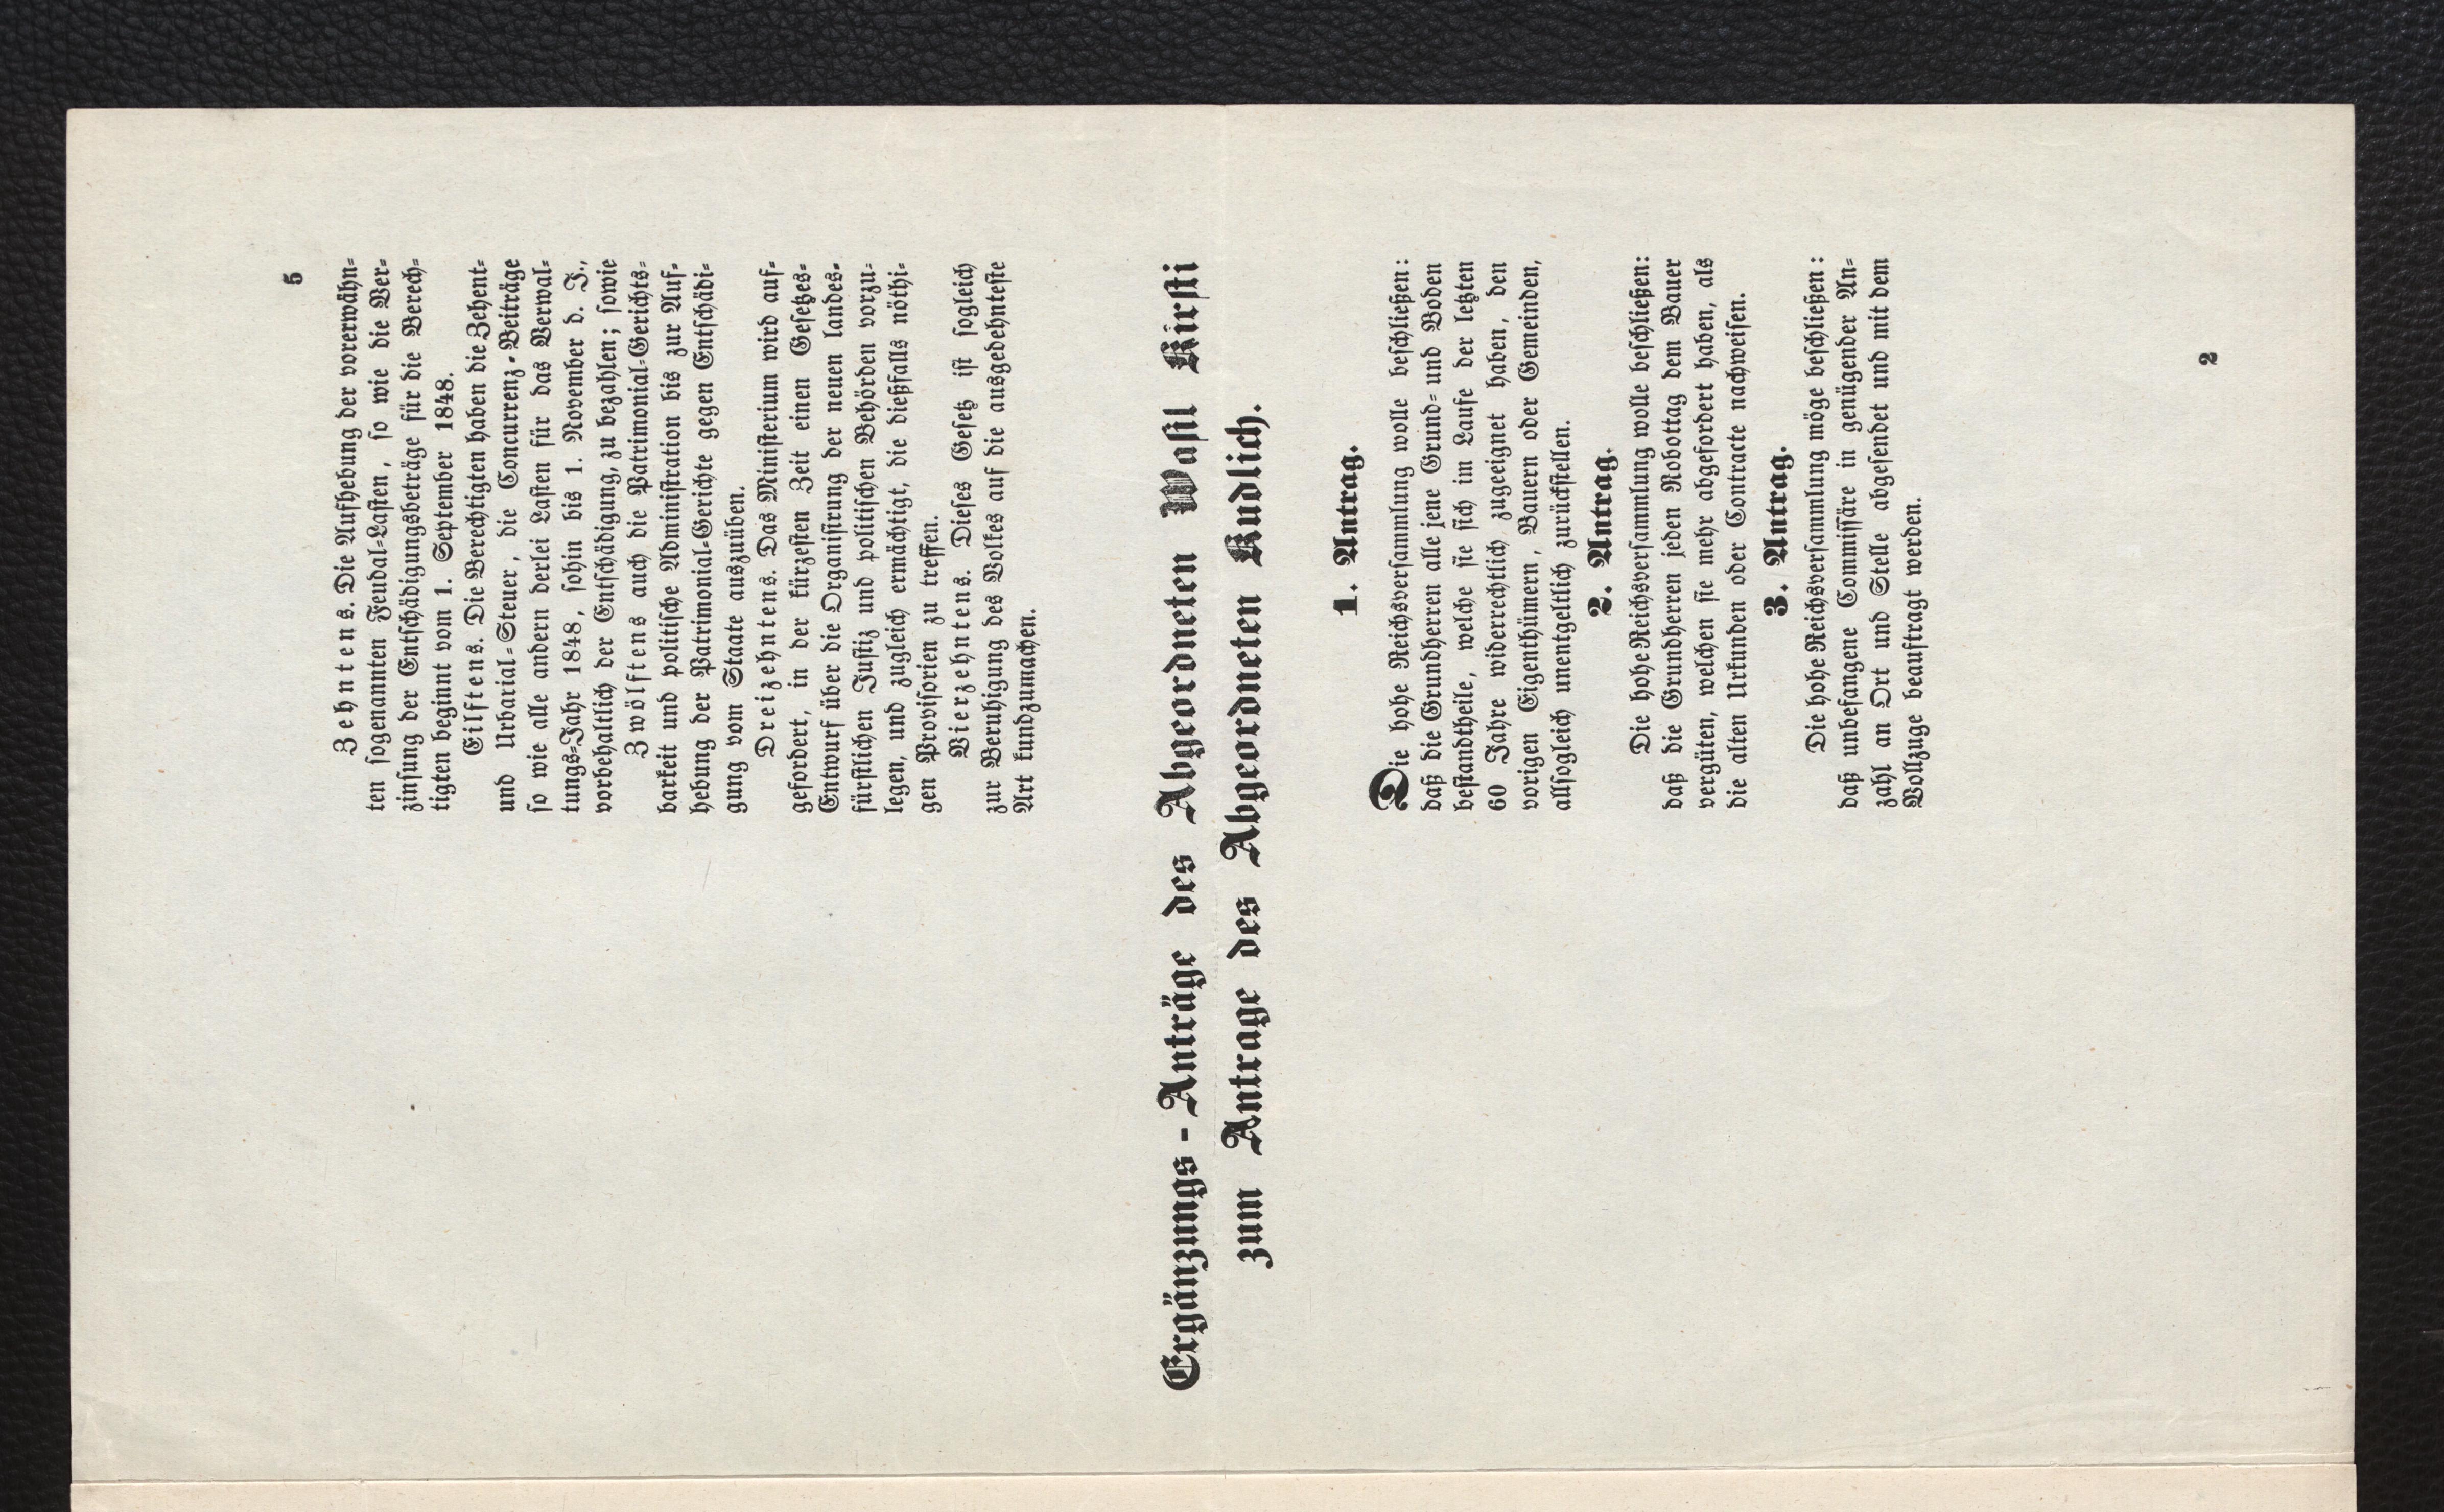 5
Zehntens. Die Aufhebung der vorerwähn-
ten sogenannten Feudal-Lasten, so wie die Ver-
zinsung der Entschädigungsbeträge für die Berech-
tigten beginnt vom 1. September 1848.
Eilftens. Die Berechtigten haben die Zehent-
und Urbarial-Steuer, die Concurrenz-Beiträge
so wie alle andern derlei Lasten für das Verwal-
tungs-Jahr 1848, sohin bis 1. November d. J.,
vorbehaltlich der Entschädigung, zu bezahlen; sowie
Zwölftens auch die Patrimonial-Gerichts-
barkeit und politische Administration bis zur Auf-
hebung der Patrimonial-Gerichte gegen Entschädi-
gung vom Staate auszuüben.
Dreizehntens. Das Ministerium wird auf-
gefordert, in der kürzesten Zeit einen Gesetzes-
Entwurf über die Organisirung der neuen landes-
fürstlichen Justiz und politischen Behörden vorzu-
legen, und zugleich ermächtigt, die dießfalls nöthi-
gen Provisorien zu treffen.
Vierzehntens. Dieses Gesetz ist sogleich
zur Beruhigung des Volkes auf die ausgedehnteste
Art kundzumachen.
Ergänzungs-Anträge des Abgeordneten Wasil Kirsti
zum Antrage des Abgeordneten Kudlich.
1. Antrag.
Die hohe Reichsversammlung wolle beschließen:
daß die Grundherren alle jene Grund- und Boden
bestandtheile, welche sie sich im Laufe der letzten
60 Jahre widerrechtlich zugeeignet haben, den
vorigen Eigenthümern, Bauern oder Gemeinden,
allsogleich unentgeltlich zurückstellen.
2. Antrag.
Die hohe Reichsversammlung wolle beschließen:
daß die Grundherren jeden Robottag dem Bauer
vergüten, welchen sie mehr abgefordert haben, als
die alten Urkunden oder Contracte nachweisen.
3. Antrag.
Die hohe Reichsversammlung möge beschließen:
daß unbefangene Commissäre in genügender An-
zahl an Ort und Stelle abgesendet und mit dem
Vollzuge beauftragt werden.
2